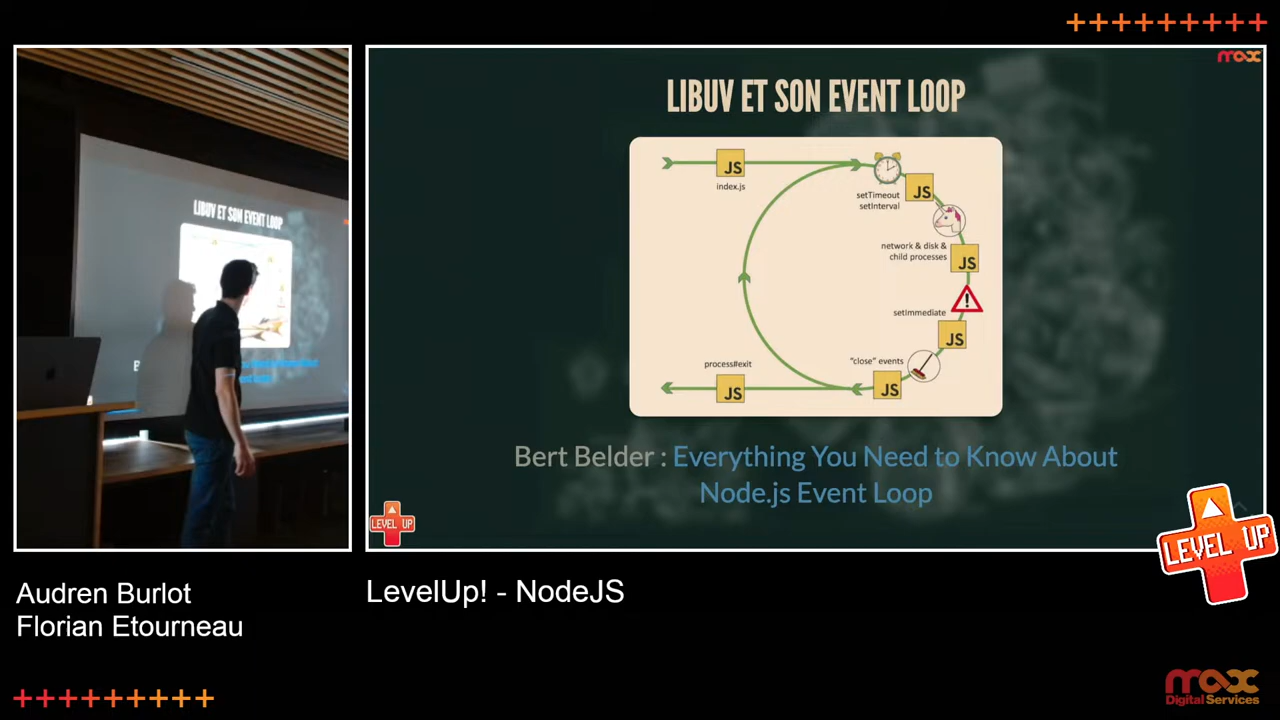 +++++++++
max
LIBUV ET SON EVENT LOOP
JS
index.js
setTimeout
setInterval
JS
network & disk &
child processes
JS
setImmediate
JS
"close" events
JS
process#exit
JS
Bert Belder : Everything You Need to Know About
Node.js Event Loop
LEVEL UP
LEVEL UP
LIBUV ET SON EVENT LOOP
Audren Burlot
Florian Etourneau
LevelUp! - NodeJS
+++++++++
max
Digital Services